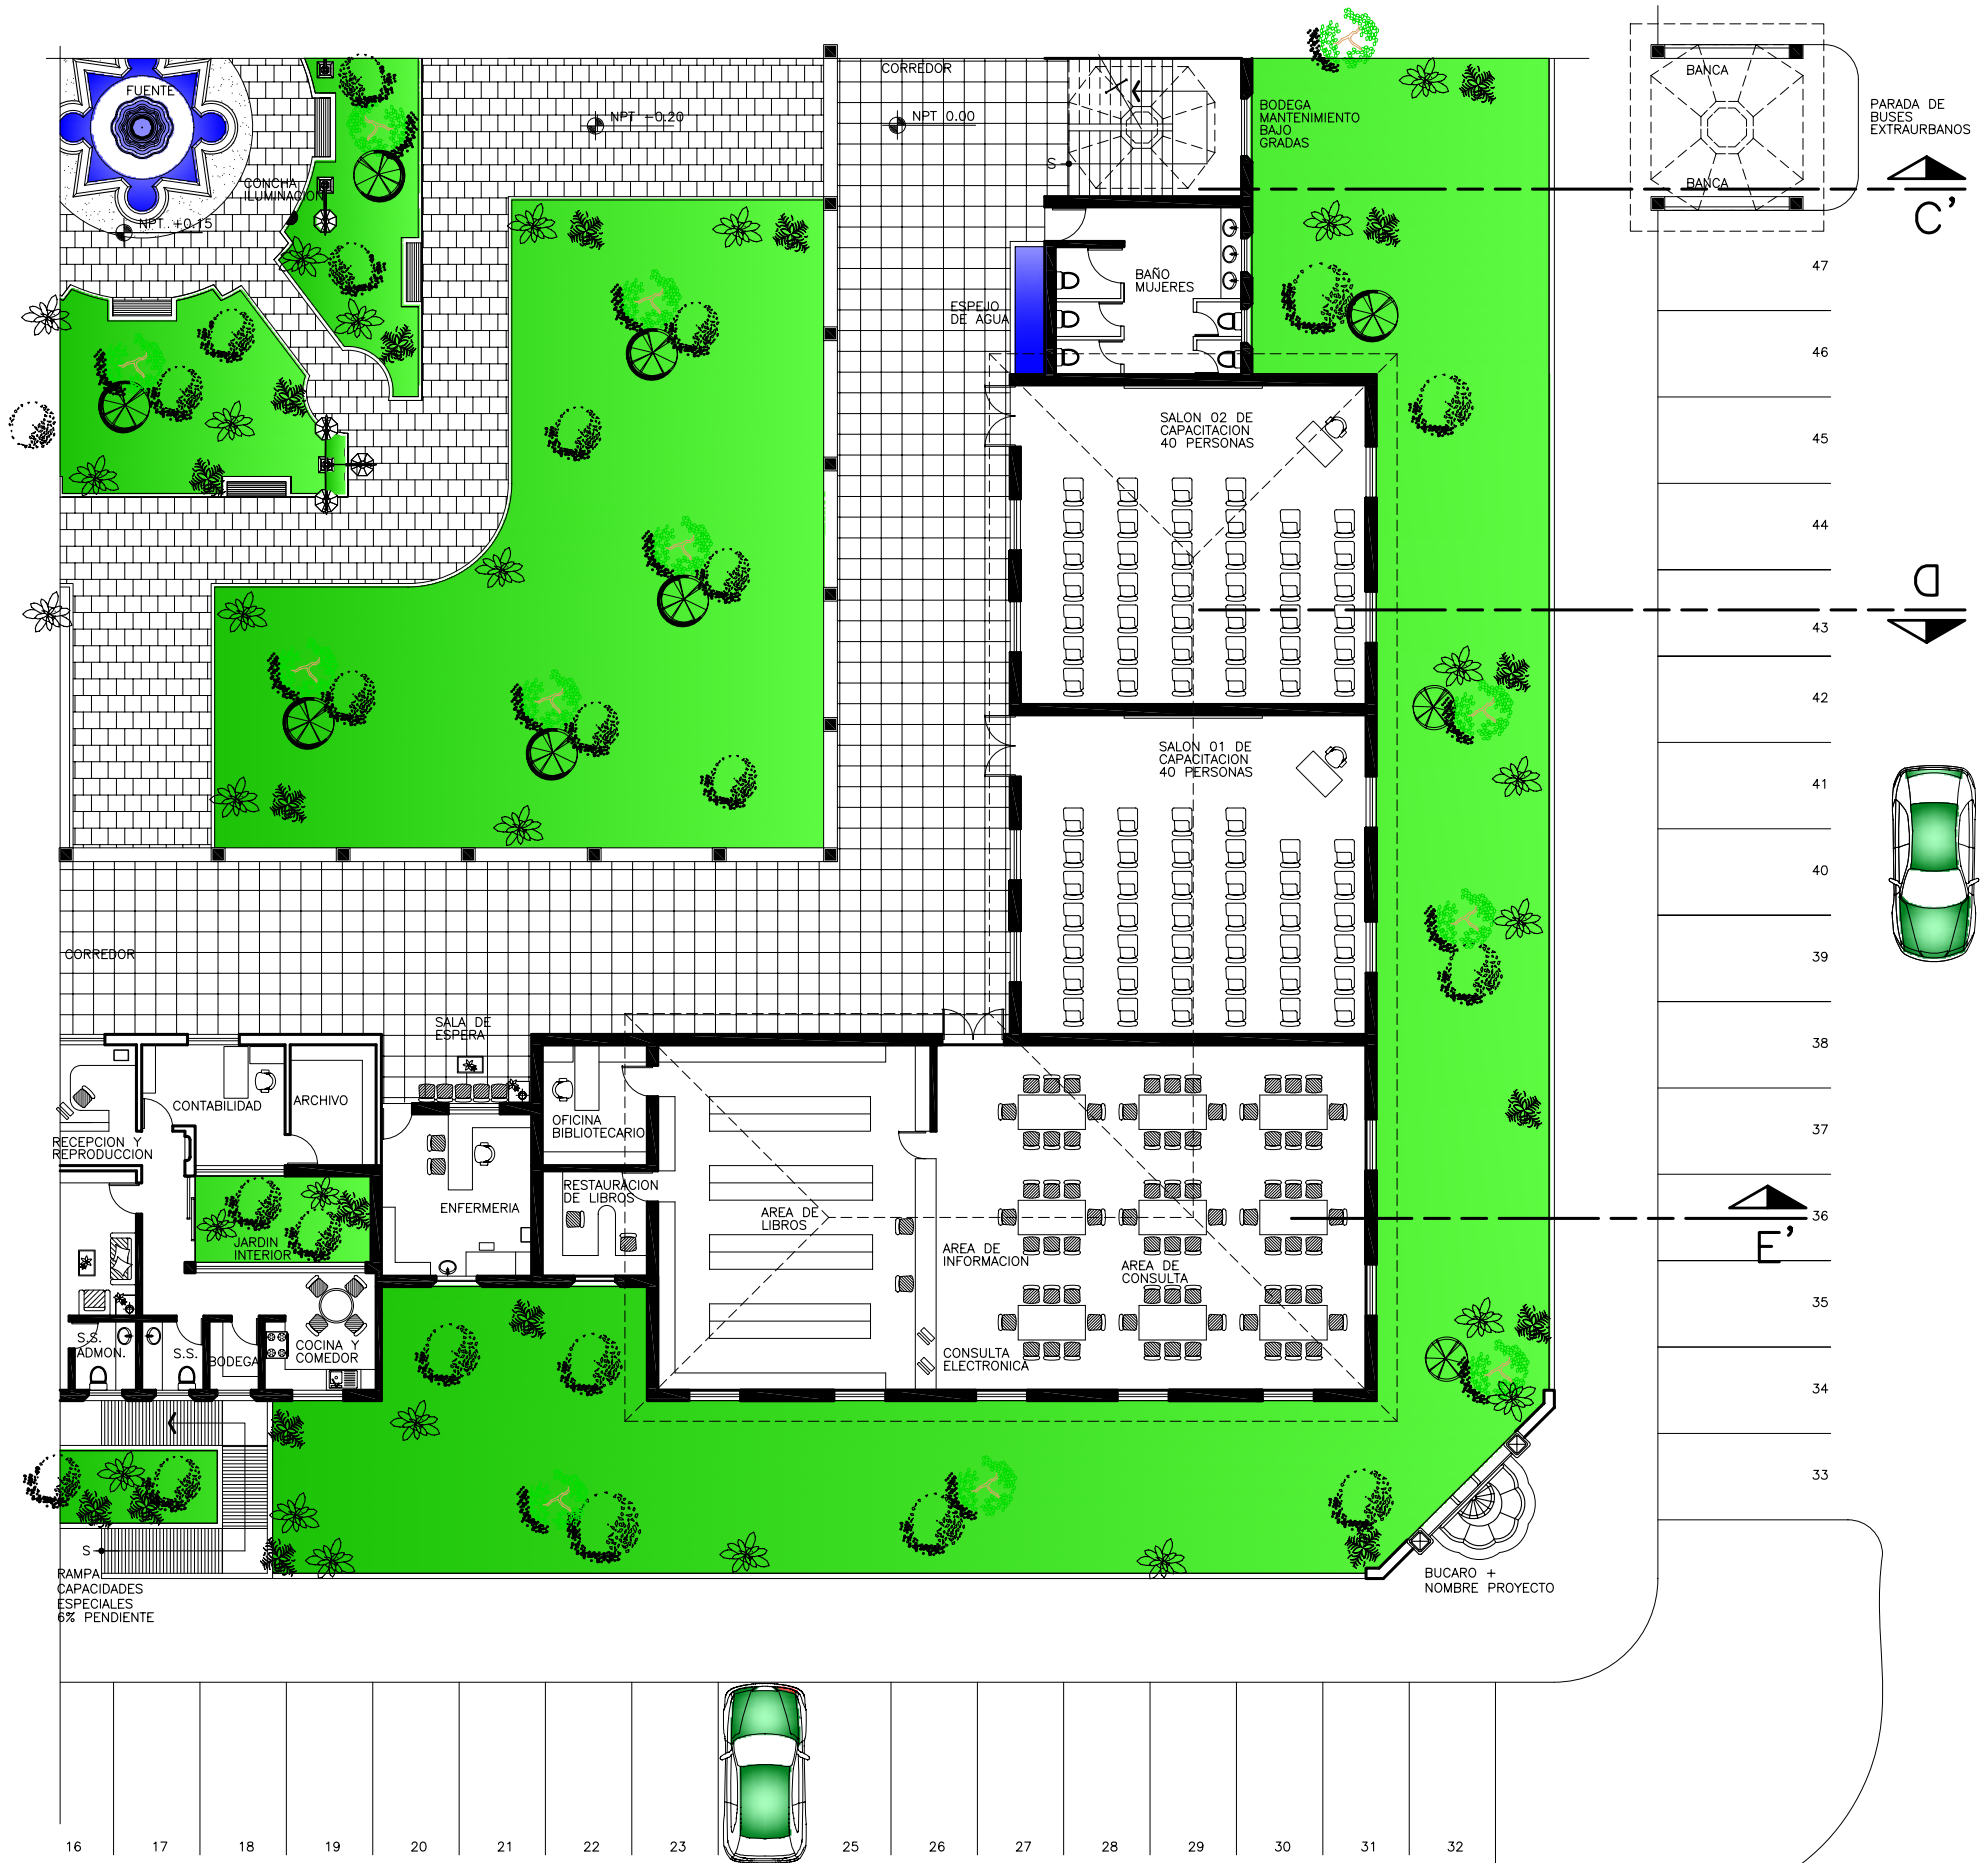 FUENTE
CONCHA
ILUMINACION
NPT. +0.15
NPT -0.20
CORREDOR
NPT 0.00
S
BODEGA
MANTENIMIENTO
BAJO
GRADAS
BANCA
BANCA
PARADA DE
BUSES
EXTRAURBANOS
C'
BAÑO
MUJERES
ESPEJO
DE AGUA
47
46
45
44
43
42
41
40
39
38
37
36
35
34
33
SALON 02 DE
CAPACITACION
40 PERSONAS
D
SALON 01 DE
CAPACITACION
40 PERSONAS
CORREDOR
SALA DE
ESPERA
CONTABILIDAD
ARCHIVO
RECEPCION Y
REPRODUCCION
OFICINA
BIBLIOTECARIO
RESTAURACION
DE LIBROS
ENFERMERIA
JARDIN
INTERIOR
AREA DE
LIBROS
AREA DE
INFORMACION
AREA DE
CONSULTA
E'
S.S.
ADMON.
S.S.
BODEGA
COCINA Y
COMEDOR
CONSULTA
ELECTRONICA
S
RAMPA
CAPACIDADES
ESPECIALES
6% PENDIENTE
BUCARO +
NOMBRE PROYECTO
16
17
18
19
20
21
22
23
25
26
27
28
29
30
31
32